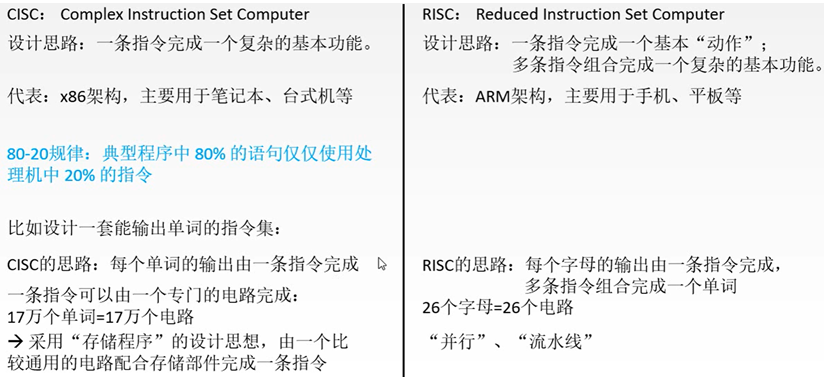 CISC： Complex Instruction Set Computer
设计思路：一条指令完成一个复杂的基本功能。
代表：x86架构，主要用于笔记本、台式机等
80-20规律：典型程序中 80% 的语句仅仅使用处
理机中 20% 的指令
比如设计一套能输出单词的指令集：
CISC的思路：每个单词的输出由一条指令完成
一条指令可以由一个专门的电路完成：
17万个单词=17万个电路
→ 采用“存储程序”的设计思想，由一个比
较通用的电路配合存储部件完成一条指令
RISC： Reduced Instruction Set Computer
设计思路：一条指令完成一个基本“动作”；
多条指令组合完成一个复杂的基本功能。
代表：ARM架构，主要用于手机、平板等
RISC的思路：每个字母的输出由一条指令完成，
多条指令组合完成一个单词
26个字母=26个电路
“并行”、“流水线”